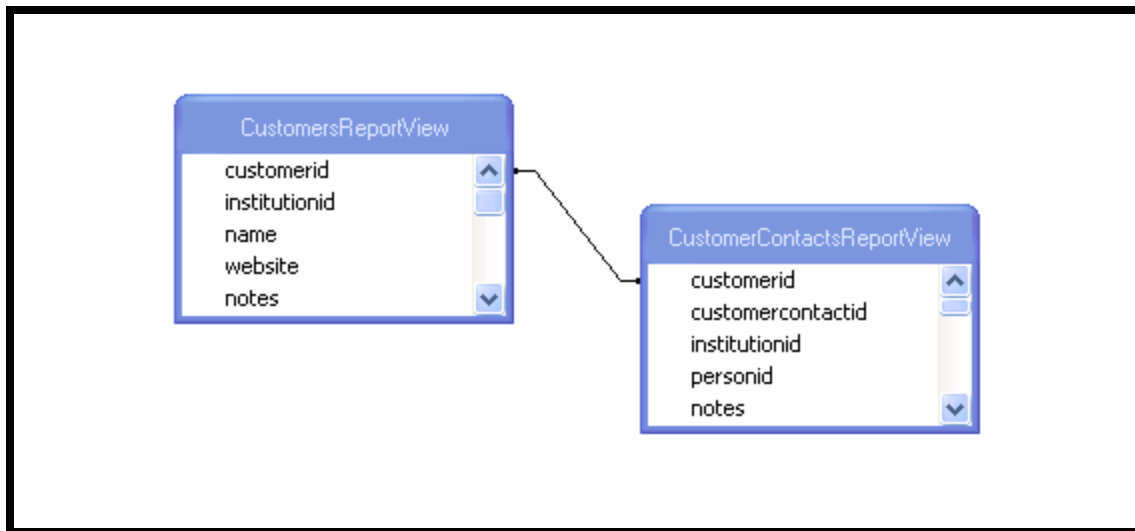 CustomersReportView
customerid
institutionid
name
website
notes
CustomerContactsReportView
customerid
customercontactid
institutionid
personid
notes